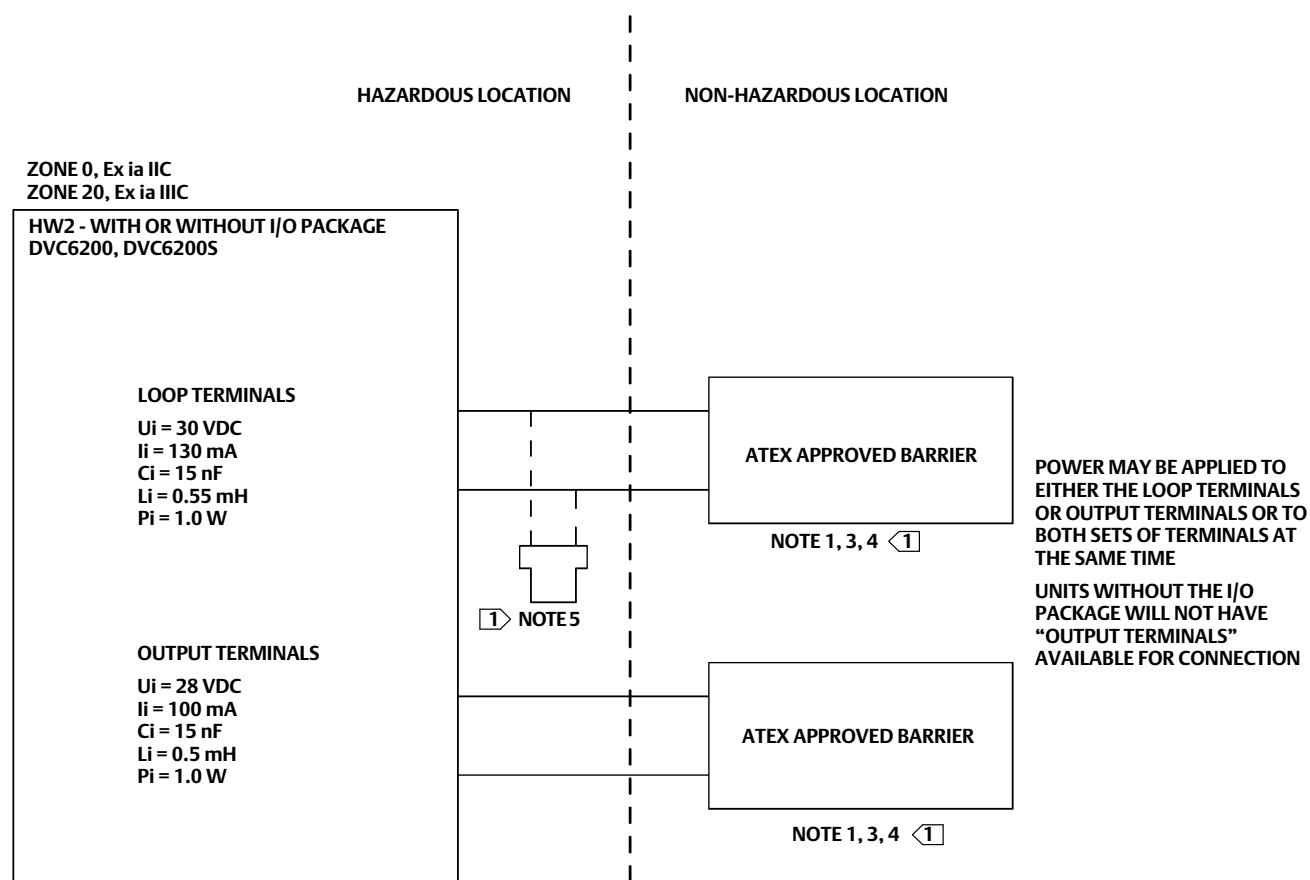 HAZARDOUS LOCATION
NON-HAZARDOUS LOCATION
ZONE 0, Ex ia IIC
ZONE 20, Ex ia IIIC
HW2 - WITH OR WITHOUT I/O PACKAGE
DVC6200, DVC6200S
LOOP TERMINALS
Ui = 30 VDC
Ii = 130 mA
Ci = 15 nF
Li = 0.55 mH
Pi = 1.0 W
ATEX APPROVED BARRIER
NOTE 1, 3, 4 1
1 NOTE 5
POWER MAY BE APPLIED TO
EITHER THE LOOP TERMINALS
OR OUTPUT TERMINALS OR TO
BOTH SETS OF TERMINALS AT
THE SAME TIME
UNITS WITHOUT THE I/O
PACKAGE WILL NOT HAVE
“OUTPUT TERMINALS”
AVAILABLE FOR CONNECTION
OUTPUT TERMINALS
Ui = 28 VDC
Ii = 100 mA
Ci = 15 nF
Li = 0.5 mH
Pi = 1.0 W
ATEX APPROVED BARRIER
NOTE 1, 3, 4 1